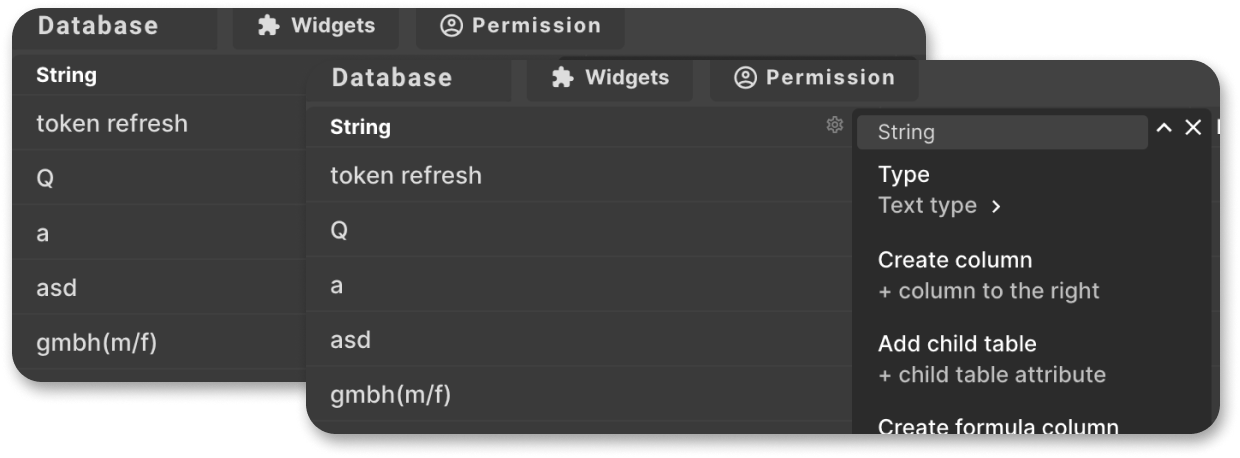 Database Widgets Permission
String
token refresh
Q
a
asd
gmbh(m/f)
Database Widgets Permission
String
token refresh
Q
a
asd
gmbh(m/f)
String
Type
Text type >
Create column
+ column to the right
Add child table
+ child table attribute
Create formula column